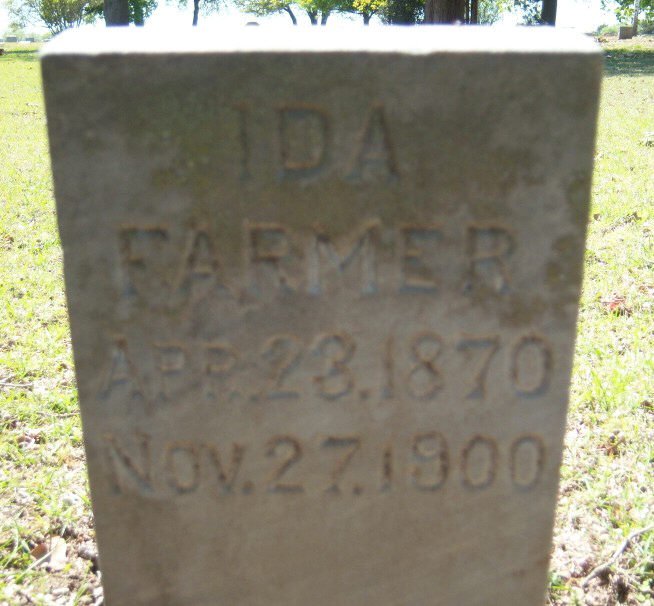 IDA
FARMER
APR.23,1870
NOV.27,1900